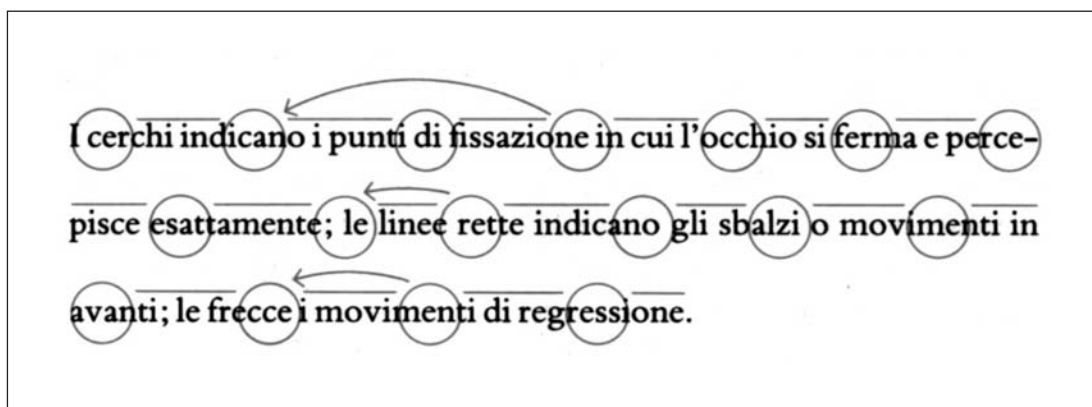 I cerchi indicano i punti di fissazione in cui l’occhio si ferma e perce-
pisce esattamente; le linee rette indicano gli sbalzi o movimenti in
avanti; le frecce i movimenti di regressione.